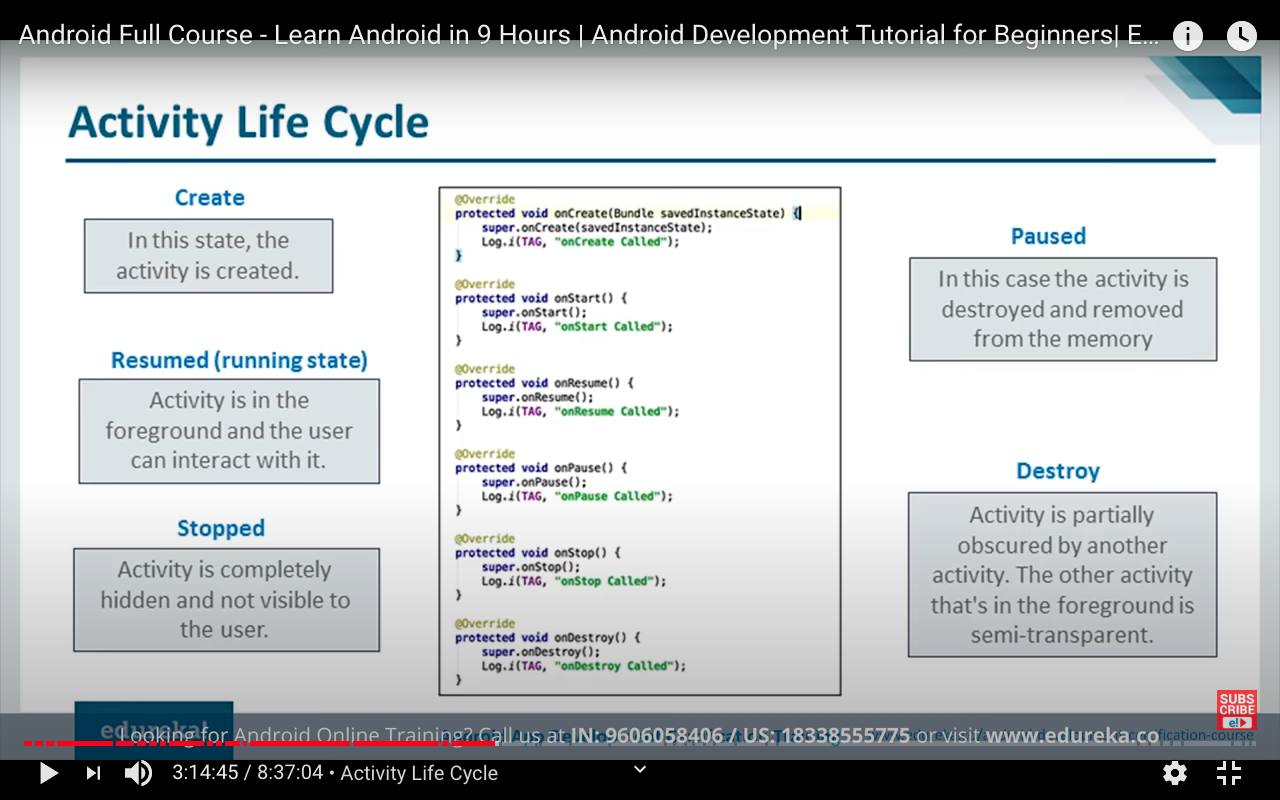 Android Full Course - Learn Android in 9 Hours | Android Development Tutorial for Beginners| E...
Activity Life Cycle
Create
In this state, the
activity is created.
Resumed (running state)
Activity is in the
foreground and the user
can interact with it.
Stopped
Activity is completely
hidden and not visible to
the user.
@Override
protected void onCreate(Bundle savedInstanceState) {
super.onCreate(savedInstanceState);
Log.i(TAG, "onCreate Called");
}
@Override
protected void onStart() {
super.onStart();
Log.i(TAG, "onStart Called");
}
@Override
protected void onResume() {
super.onResume();
Log.i(TAG, "onResume Called");
}
@Override
protected void onPause() {
super.onPause();
Log.i(TAG, "onPause Called");
}
@Override
protected void onStop() {
super.onStop();
Log.i(TAG, "onStop Called");
}
@Override
protected void onDestroy() {
super.onDestroy();
Log.i(TAG, "onDestroy Called");
}
Paused
In this case the activity is
destroyed and removed
from the memory
Destroy
Activity is partially
obscured by another
activity. The other activity
that's in the foreground is
semi-transparent.
SUBS
CRIBE
e!
edureka!
Looking for Android Online Training? Call us at IN: 9606058406 / US: 18338555775 or visit www.edureka.co
3:14:45 / 8:37:04 • Activity Life Cycle